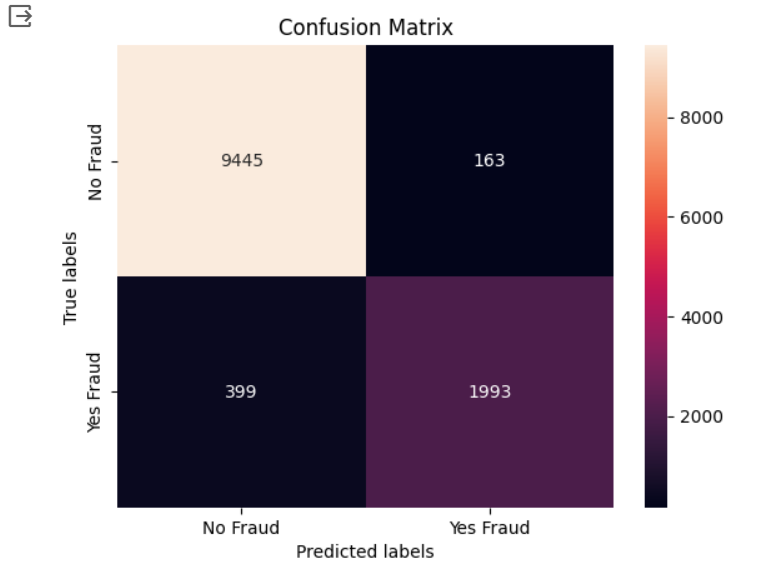 Confusion Matrix
No Fraud
9445
163
8000
6000
True labels
4000
Yes Fraud
399
1993
2000
No Fraud
Yes Fraud
Predicted labels